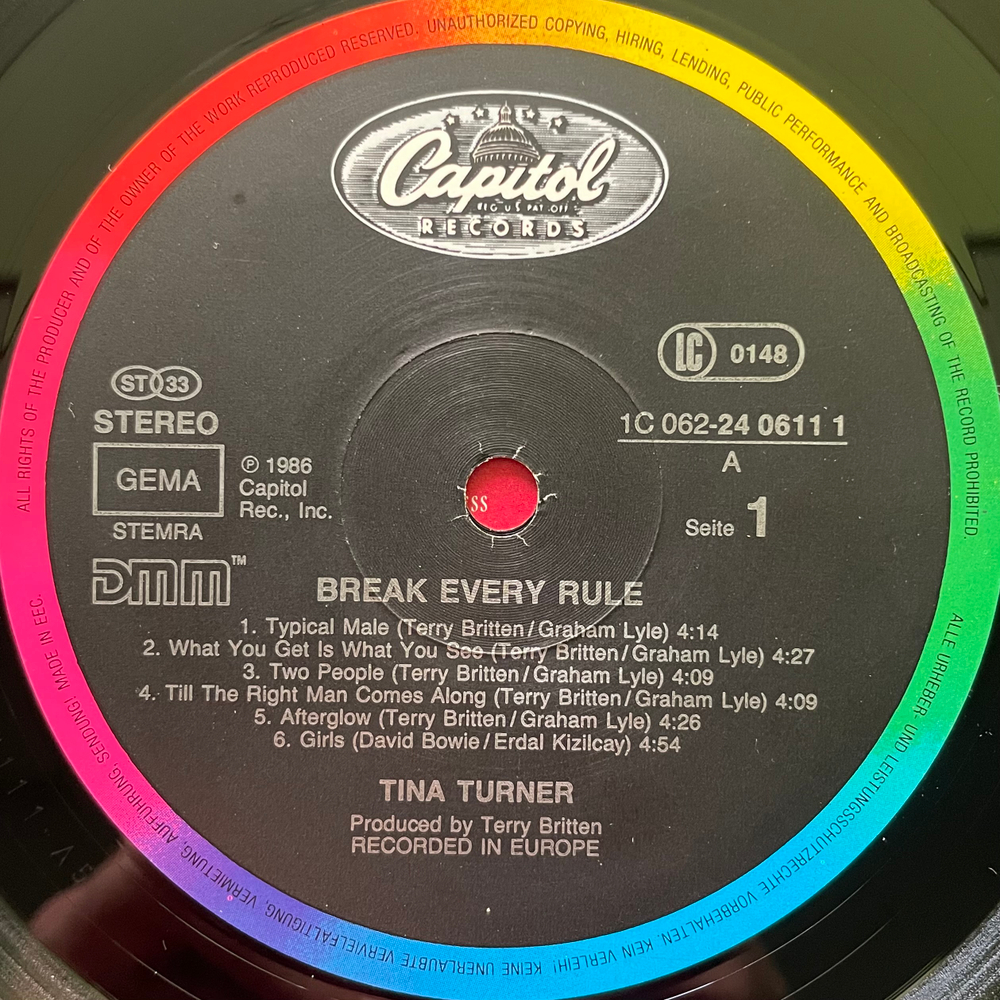 ALL RIGHTS OF THE PRODUCER AND OF THE OWNER OF THE WORK REPRODUCED RESERVED. UNAUTHORIZED COPYING, HIRING, LENDING, PUBLIC PERFORMANCE AND BROADCASTING OF THE RECORD PROHIBITED.
Capitol
REG. U.S. PAT. OFF.
RECORDS
LC 0148
ST 33
STEREO
GEMA
STEMRA
DMM™
℗ 1986
Capitol
Rec., Inc.
1C 062-24 0611 1
A
Seite 1
SS
BREAK EVERY RULE
1. Typical Male (Terry Britten/Graham Lyle) 4:14
2. What You Get Is What You See (Terry Britten/Graham Lyle) 4:27
3. Two People (Terry Britten/Graham Lyle) 4:09
4. Till The Right Man Comes Along (Terry Britten/Graham Lyle) 4:09
5. Afterglow (Terry Britten/Graham Lyle) 4:26
6. Girls (David Bowie/Erdal Kizilcay) 4:54
TINA TURNER
Produced by Terry Britten
RECORDED IN EUROPE
ALLE URHEBER- UND LEISTUNGSSCHUTZRECHTE VORBEHALTEN. KEIN VERLEIH! KEINE UNERLAUBTE VERVIELFÄLTIGUNG, VERMIETUNG, AUFFÜHRUNG, SENDUNG! MADE IN EEC.